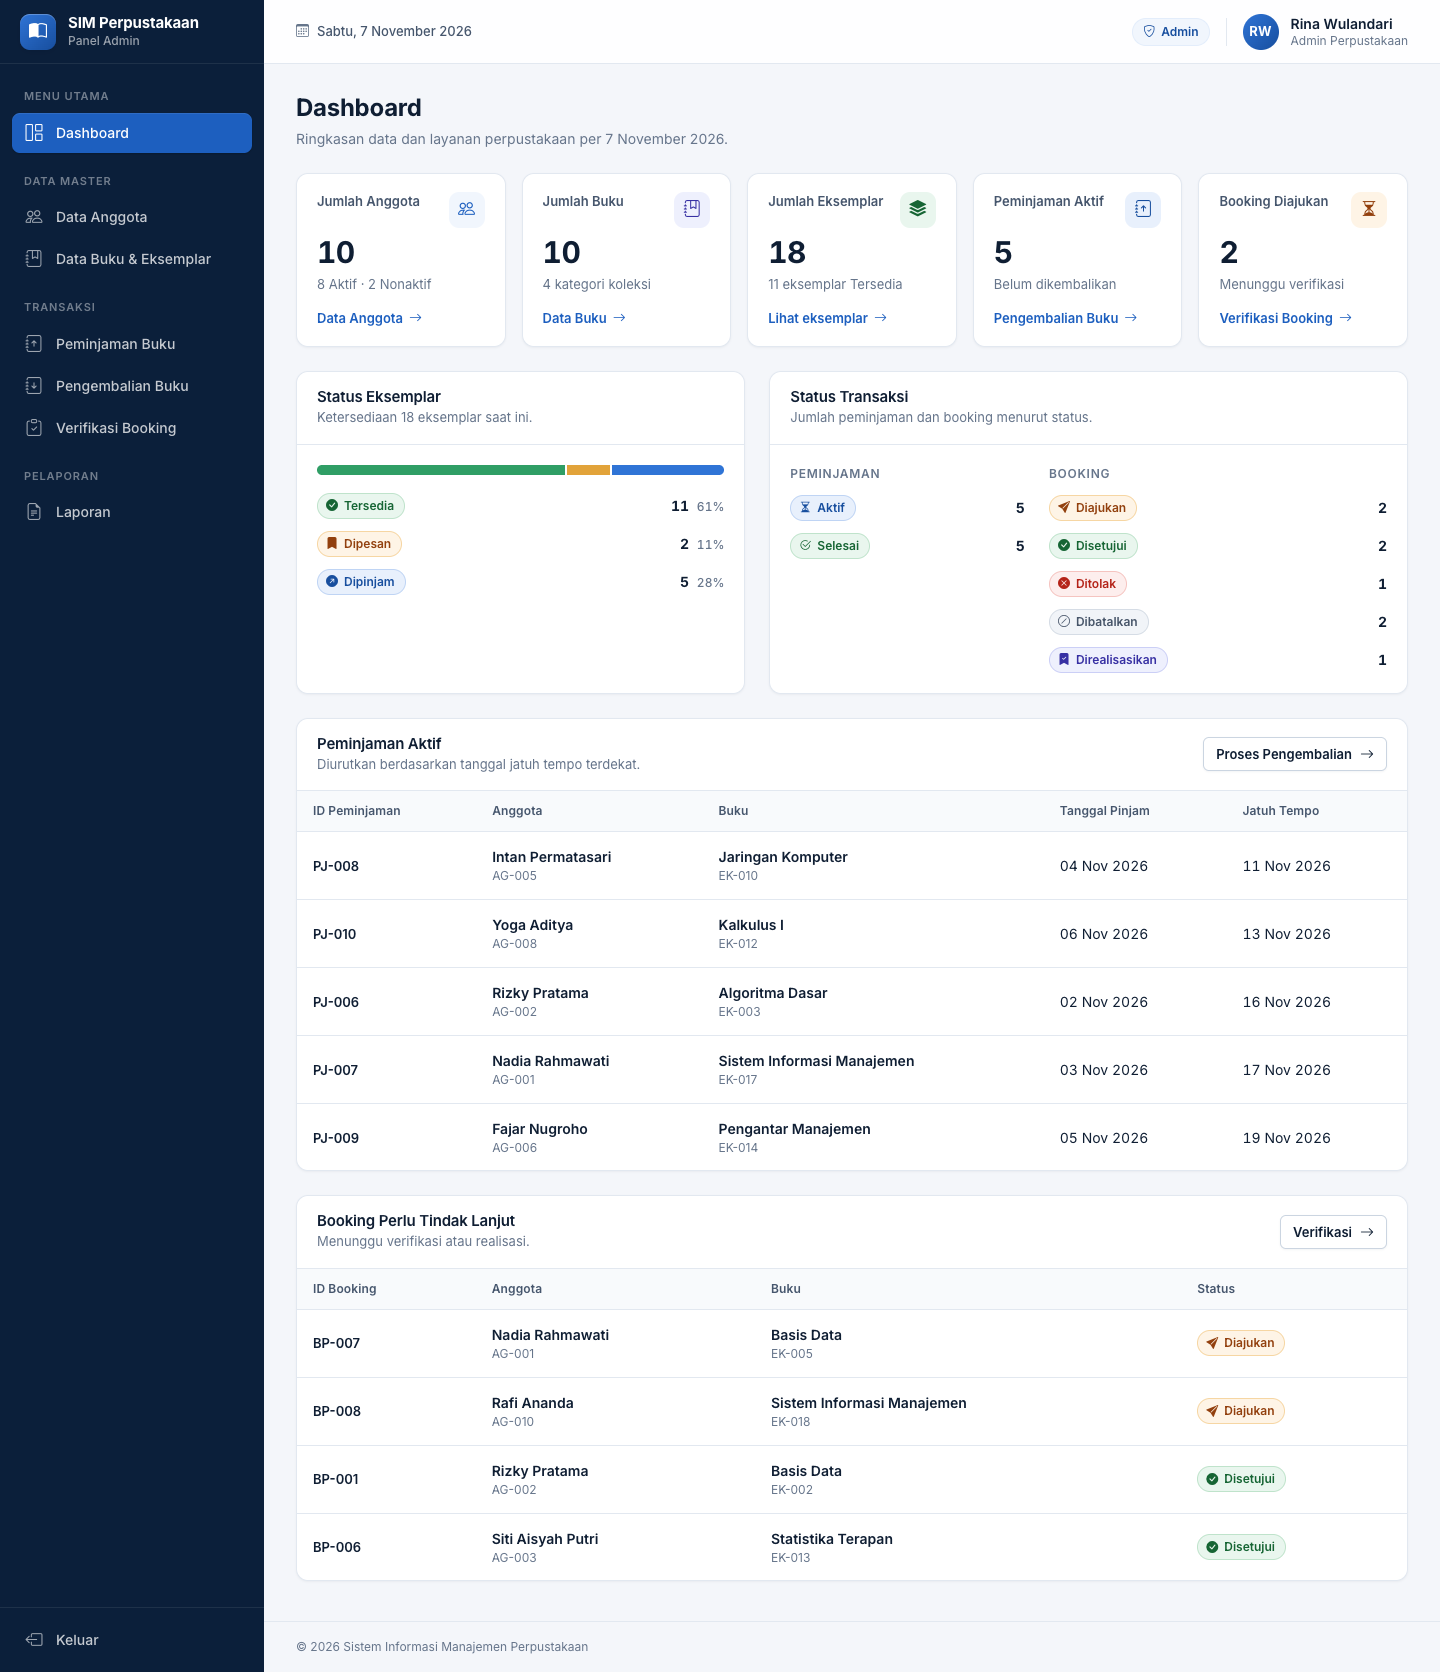 SIM Perpustakaan
Panel Admin
MENU UTAMA
Dashboard
DATA MASTER
Data Anggota
Data Buku & Eksemplar
TRANSAKSI
Peminjaman Buku
Pengembalian Buku
Verifikasi Booking
PELAPORAN
Laporan
Keluar
Sabtu, 7 November 2026
Admin
RW
Rina Wulandari
Admin Perpustakaan
Dashboard
Ringkasan data dan layanan perpustakaan per 7 November 2026.
Jumlah Anggota
10
8 Aktif · 2 Nonaktif
Data Anggota →
Jumlah Buku
10
4 kategori koleksi
Data Buku →
Jumlah Eksemplar
18
11 eksemplar Tersedia
Lihat eksemplar →
Peminjaman Aktif
5
Belum dikembalikan
Pengembalian Buku →
Booking Diajukan
2
Menunggu verifikasi
Verifikasi Booking →
Status Eksemplar
Ketersediaan 18 eksemplar saat ini.
Tersedia 11 61%
Dipesan 2 11%
Dipinjam 5 28%
Status Transaksi
Jumlah peminjaman dan booking menurut status.
PEMINJAMAN
Aktif 5
Selesai 5
BOOKING
Diajukan 2
Disetujui 2
Ditolak 1
Dibatalkan 2
Direalisasikan 1
Peminjaman Aktif
Diurutkan berdasarkan tanggal jatuh tempo terdekat.
Proses Pengembalian →
ID Peminjaman Anggota Buku Tanggal Pinjam Jatuh Tempo
PJ-008 Intan Permatasari Jaringan Komputer 04 Nov 2026 11 Nov 2026
AG-005 EK-010
PJ-010 Yoga Aditya Kalkulus I 06 Nov 2026 13 Nov 2026
AG-008 EK-012
PJ-006 Rizky Pratama Algoritma Dasar 02 Nov 2026 16 Nov 2026
AG-002 EK-003
PJ-007 Nadia Rahmawati Sistem Informasi Manajemen 03 Nov 2026 17 Nov 2026
AG-001 EK-017
PJ-009 Fajar Nugroho Pengantar Manajemen 05 Nov 2026 19 Nov 2026
AG-006 EK-014
Booking Perlu Tindak Lanjut
Menunggu verifikasi atau realisasi.
Verifikasi →
ID Booking Anggota Buku Status
BP-007 Nadia Rahmawati Basis Data Diajukan
AG-001 EK-005
BP-008 Rafi Ananda Sistem Informasi Manajemen Diajukan
AG-010 EK-018
BP-001 Rizky Pratama Basis Data Disetujui
AG-002 EK-002
BP-006 Siti Aisyah Putri Statistika Terapan Disetujui
AG-003 EK-013
© 2026 Sistem Informasi Manajemen Perpustakaan